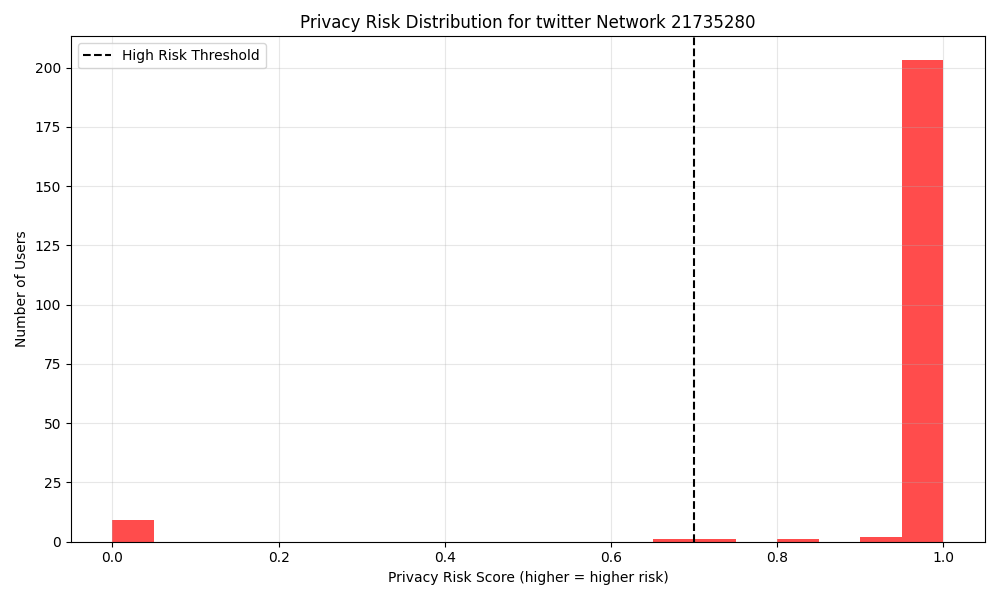 Privacy Risk Distribution for twitter Network 21735280
High Risk Threshold
200
175
150
125
100
75
50
25
0
Number of Users
0.0 0.2 0.4 0.6 0.8 1.0
Privacy Risk Score (higher = higher risk)